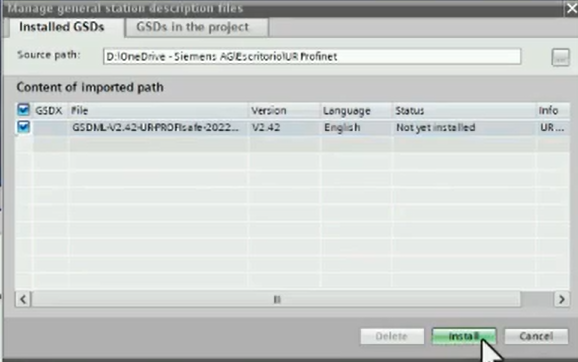 Manage general station description files
Installed GSDs
GSDs in the project
Source path:
D:\OneDrive - Siemens AG\Escritorio\UR Profinet
...
Content of imported path
GSDX File Version Language Status Info
GSDML-V2.42-UR-PROFIsafe-2022... V2.42 English Not yet installed UR...
Delete Install Cancel